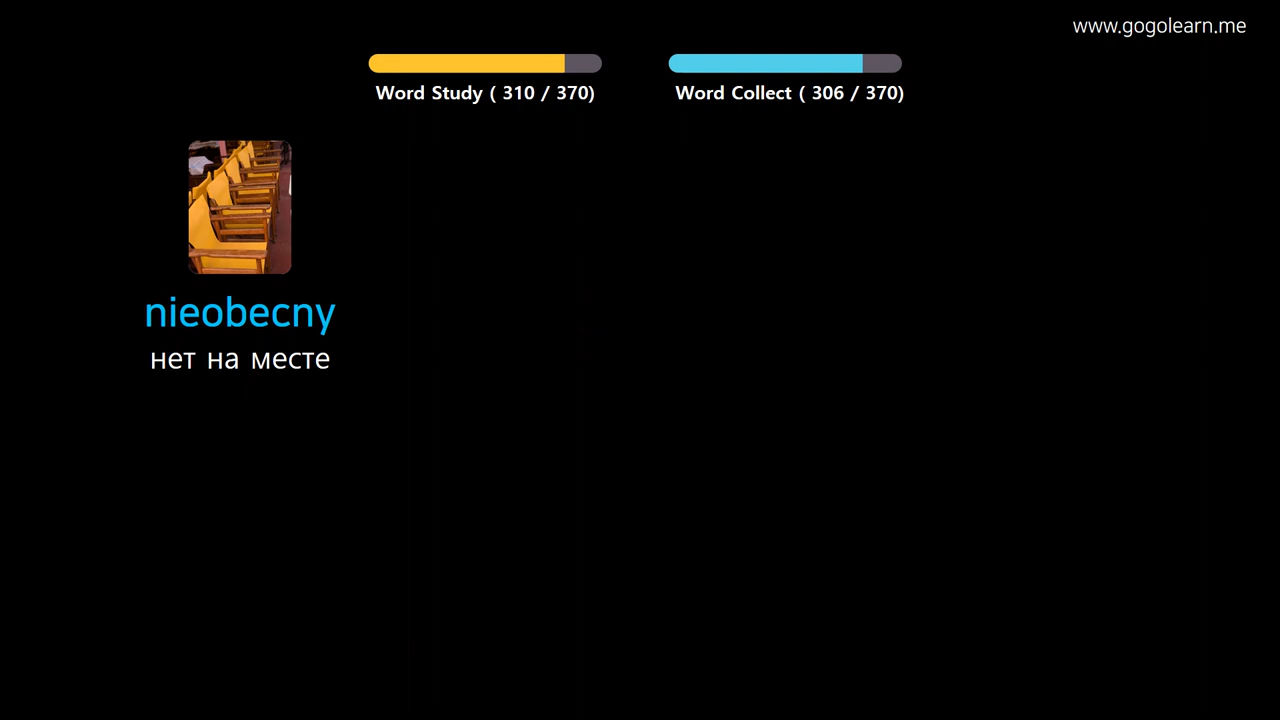 www.gogolearn.me
Word Study ( 310 / 370)
Word Collect ( 306 / 370)
nieobecny
нет на месте